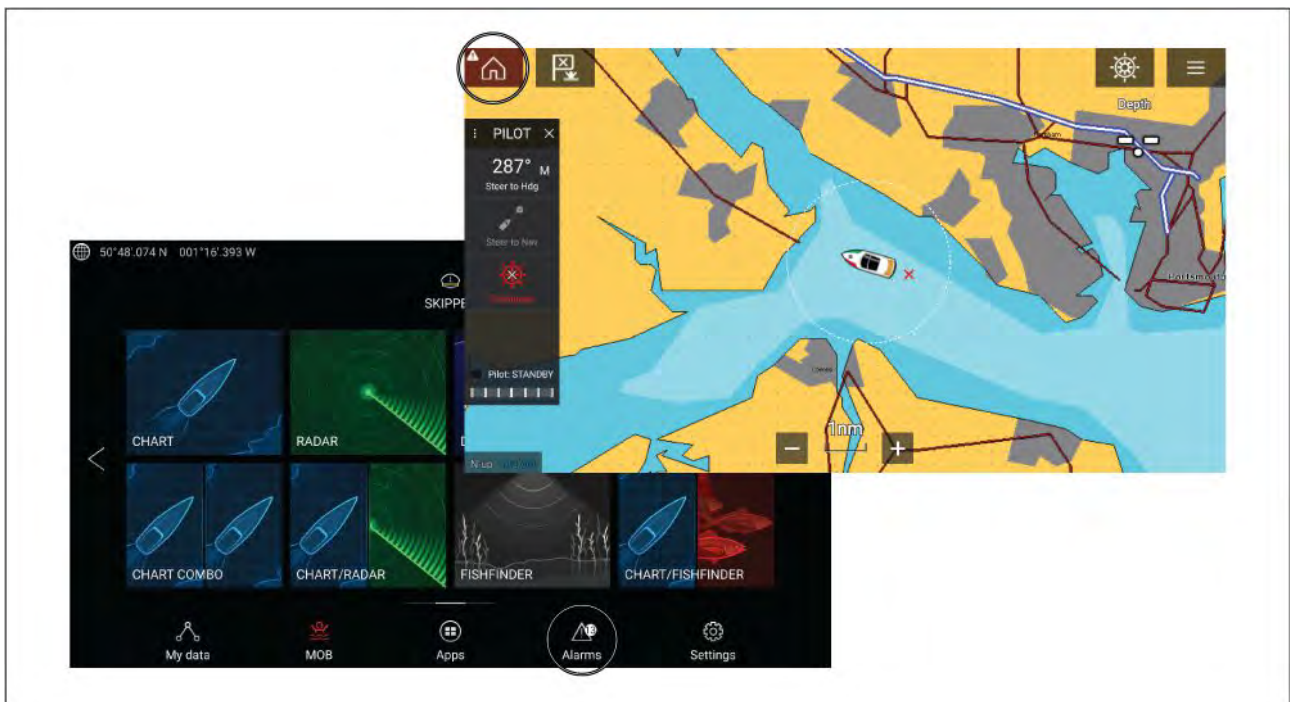 Depth
PILOT
287° M
Steer to Hdg
Steer to Nav
Pilot: STANDBY
1nm
N-up
50°48'.074 N 001°16'.393 W
CHART
RADAR
CHART COMBO
CHART/RADAR
FISHFINDER
CHART/FISHFINDER
13
My data
MOB
Apps
Alarms
Settings